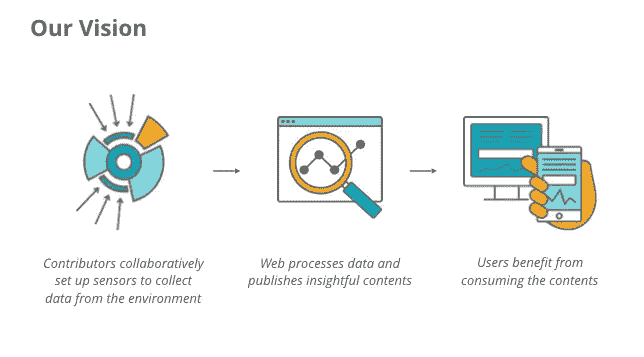 Our Vision
Contributors collaboratively
set up sensors to collect
data from the environment
Web processes data and
publishes insightful contents
Users benefit from
consuming the contents